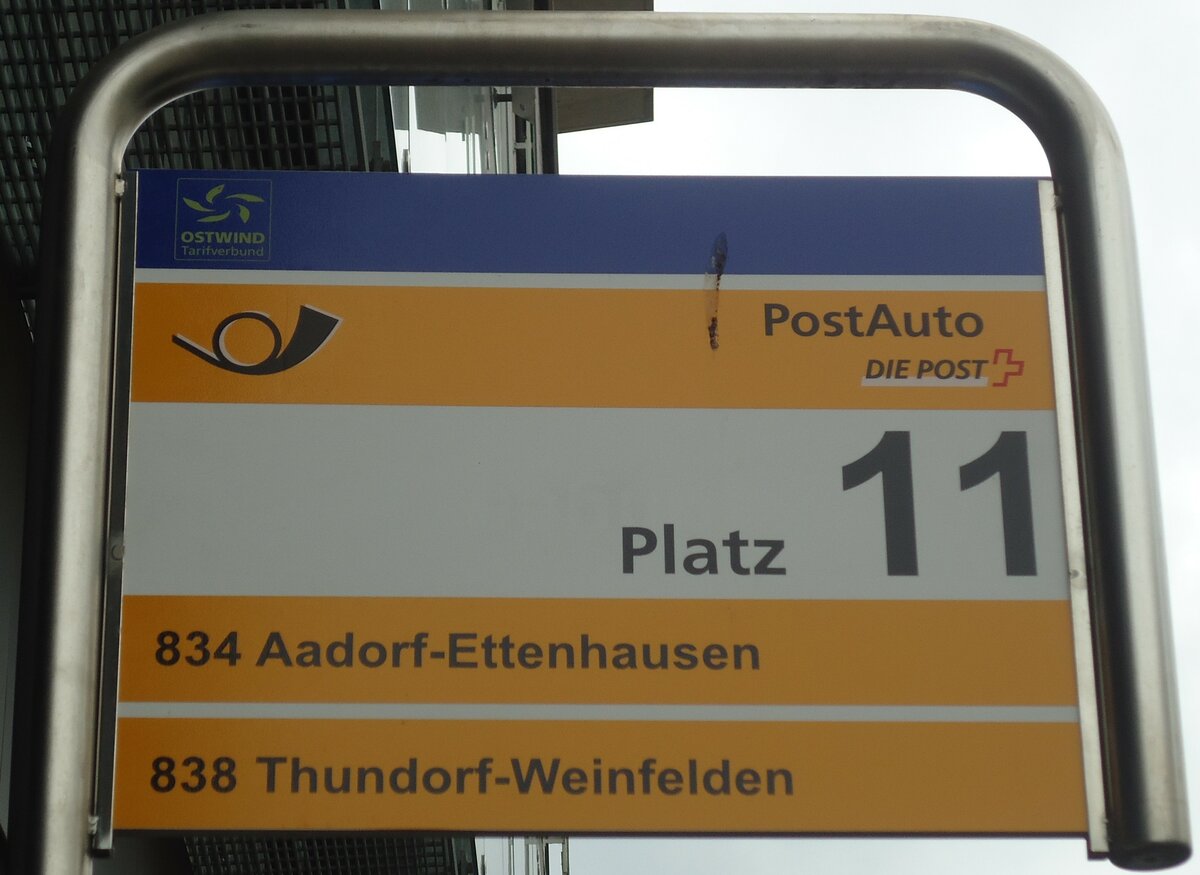 OSTWIND
Tarifverbund
PostAuto
DIE POST
Platz 11
834 Aadorf-Ettenhausen
838 Thundorf-Weinfelden